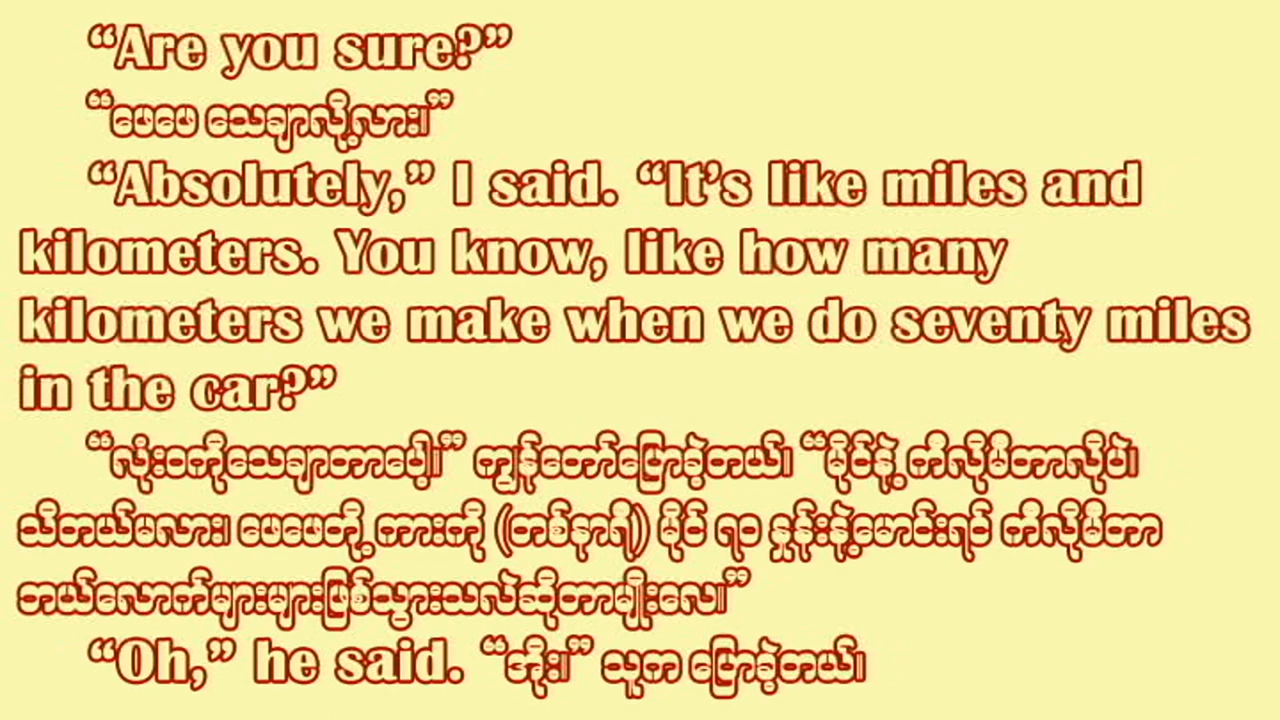 “Are you sure?”
“ဖေဖေ သေချာလို့လား။”
“Absolutely,” I said. “It’s like miles and
kilometers. You know, like how many
kilometers we make when we do seventy miles
in the car?”
“လုံးဝကိုသေချာတာပေါ့။” ကျွန်တော်ပြောခဲ့တယ်။ “မိုင်နဲ့ ကီလိုမီတာလိုပဲ၊
သိတယ်မလား။ ဖေဖေတို့ ကားကို (တစ်နာရီ) မိုင် ၇၀ နှုန်းနဲ့မောင်းရင် ကီလိုမီတာ
ဘယ်လောက်များများဖြစ်သွားသလဲဆိုတာမျိုးလေ။”
“Oh,” he said. “အိုး။” သူက ပြောခဲ့တယ်။